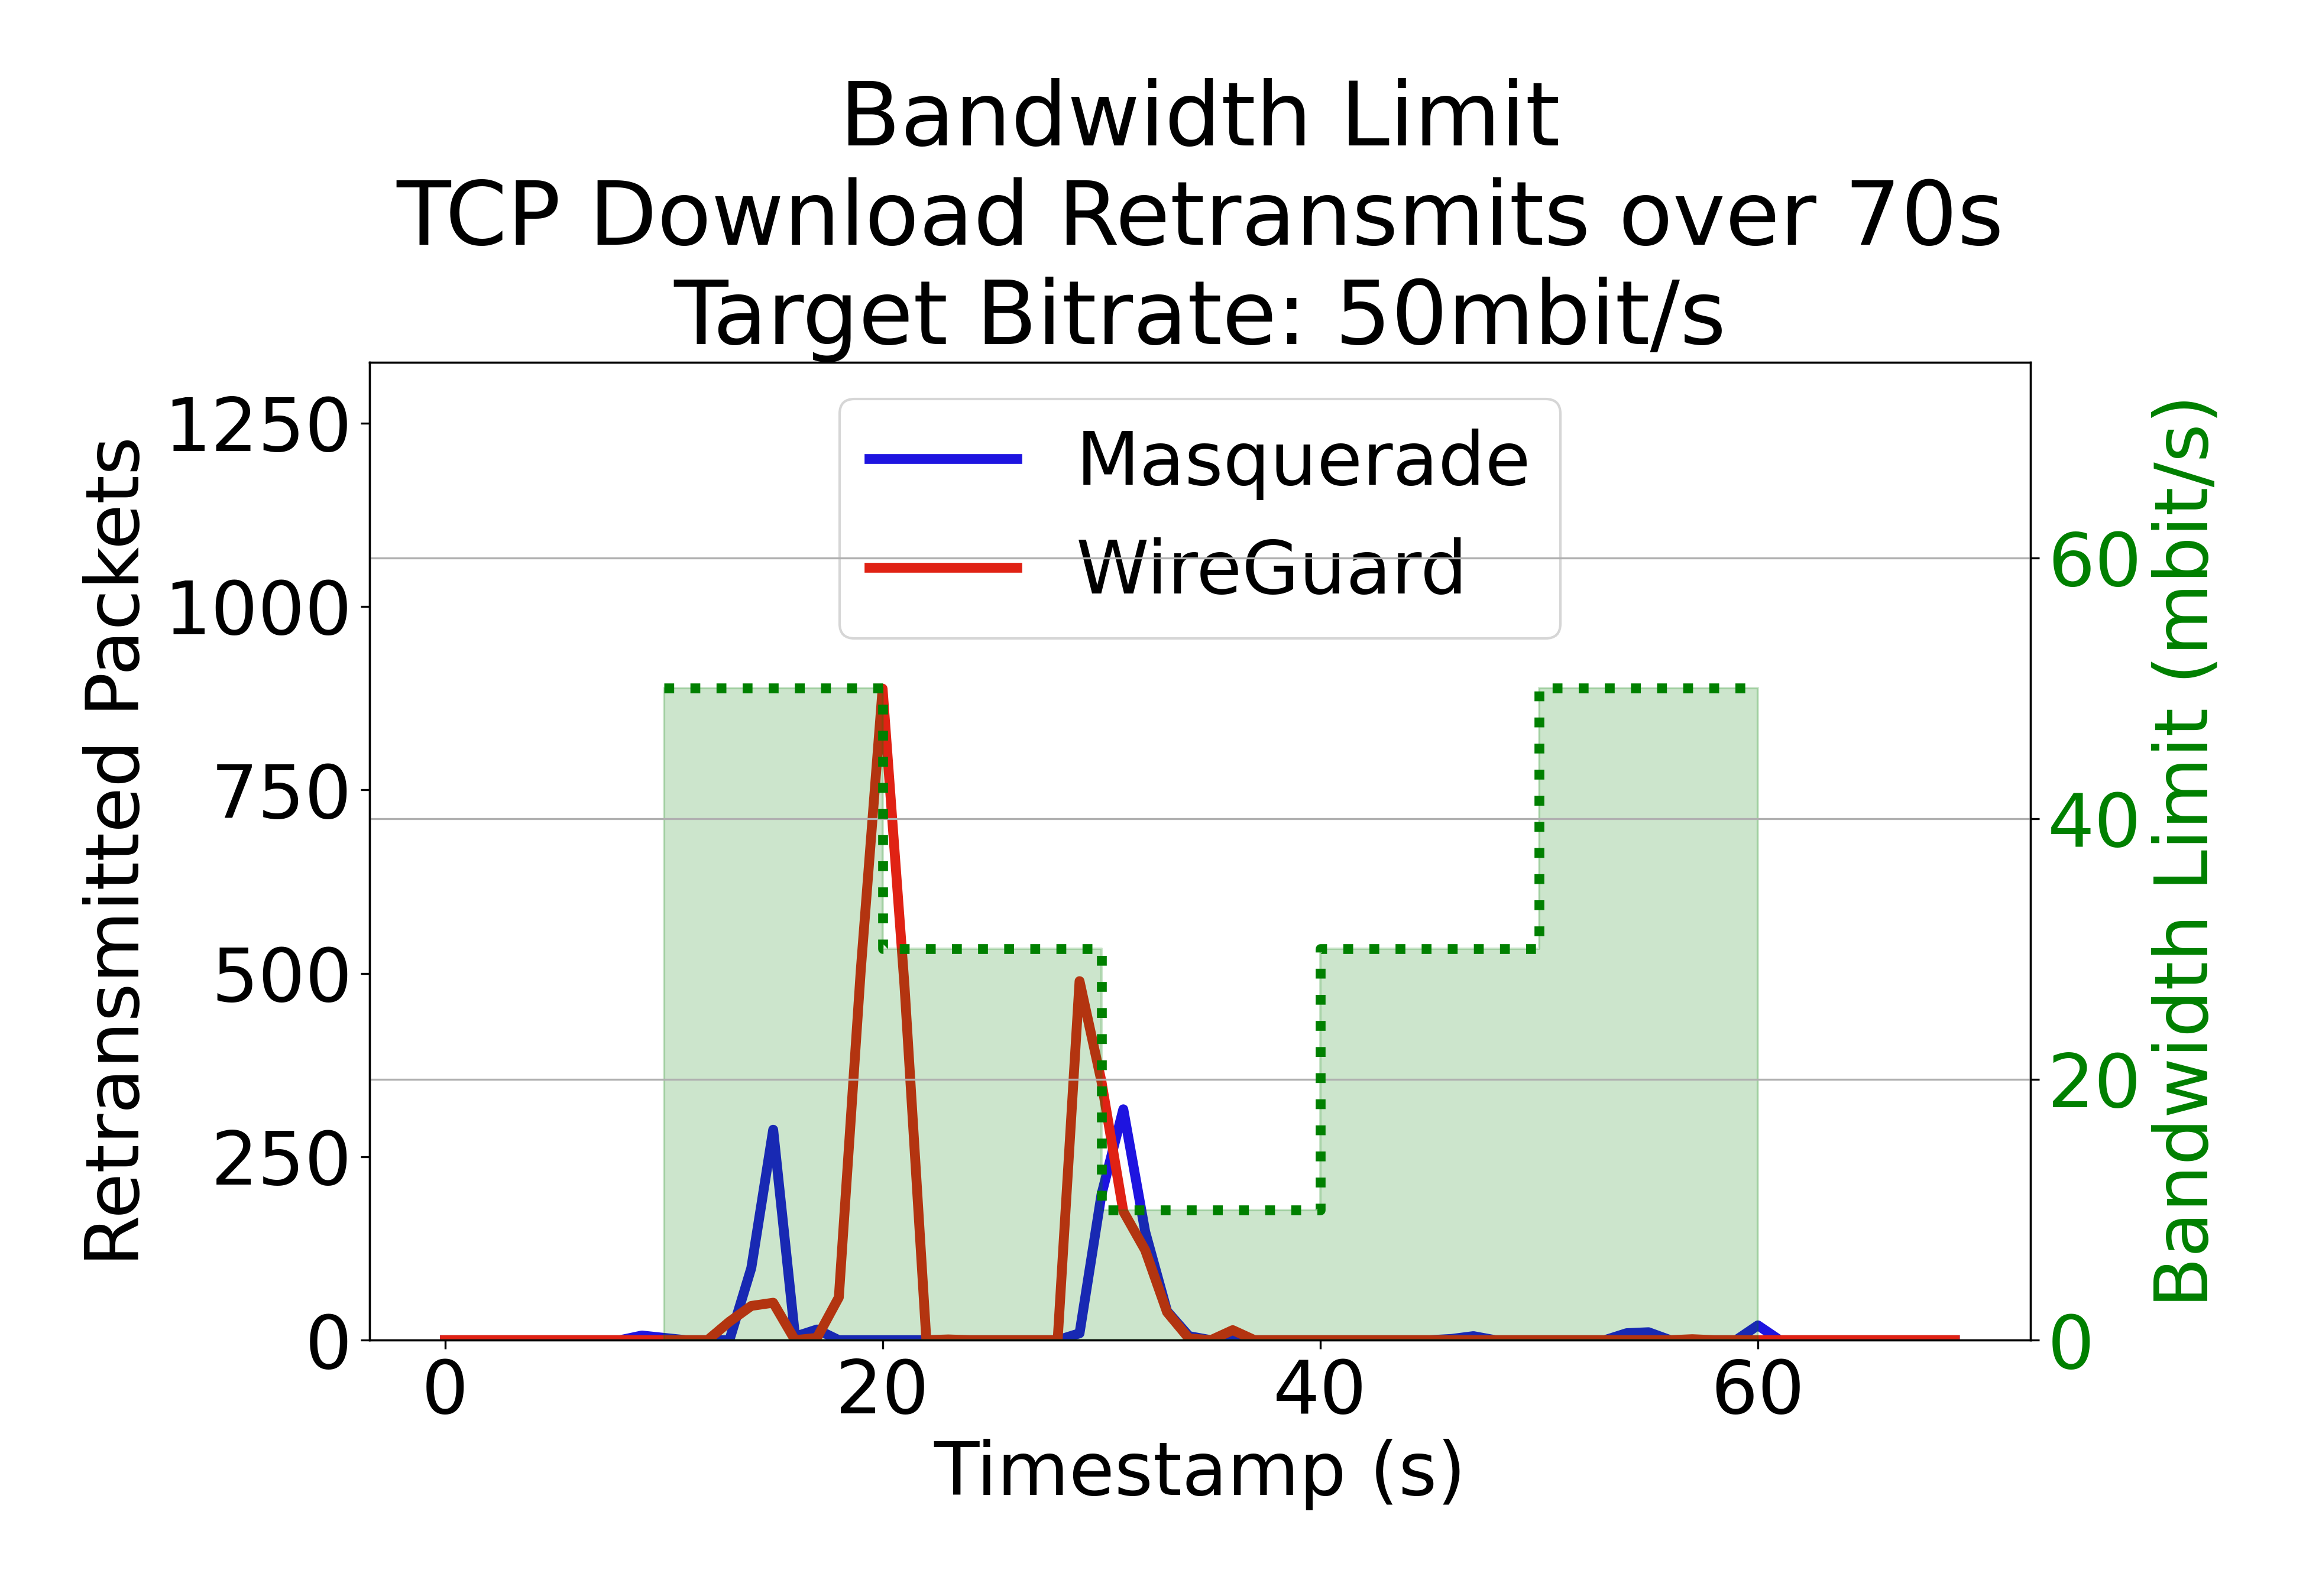 Bandwidth Limit
TCP Download Retransmits over 70s
Target Bitrate: 50mbit/s
Masquerade
WireGuard
Retransmitted Packets
1250
1000
750
500
250
0
Bandwidth Limit (mbit/s)
60
40
20
0
0 20 40 60
Timestamp (s)